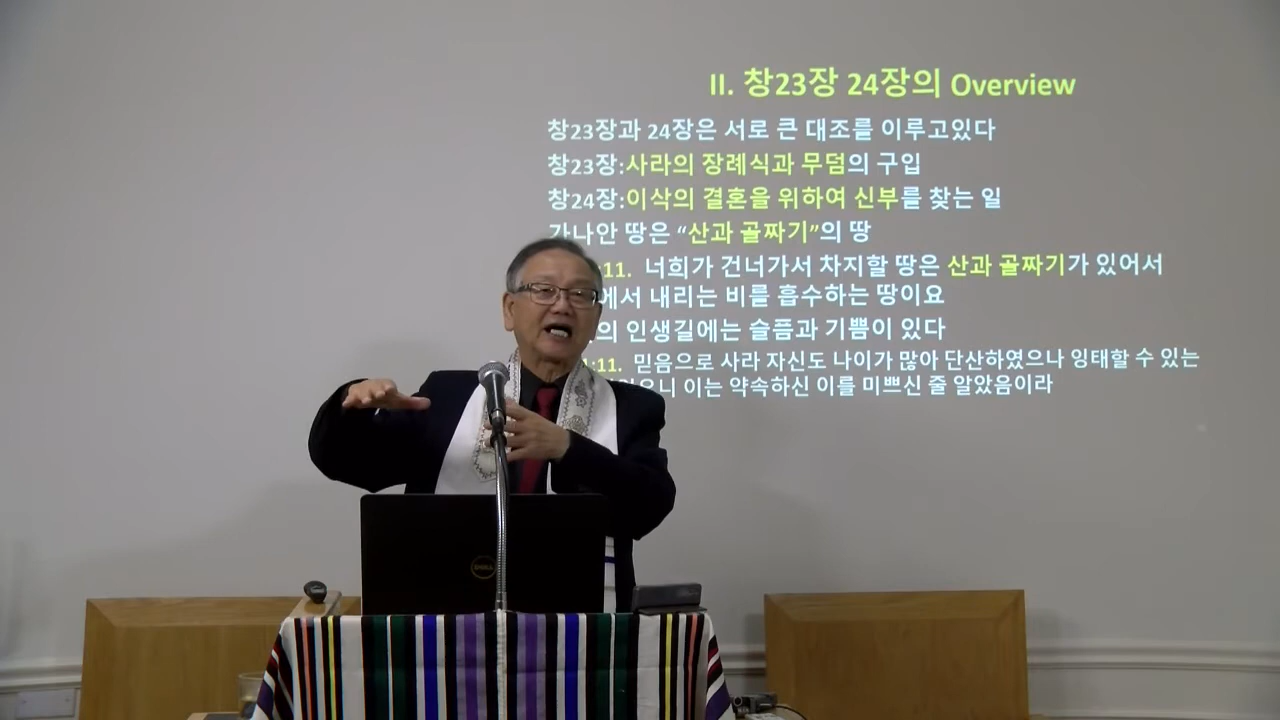 II. 창23장 24장의 Overview
창23장과 24장은 서로 큰 대조를 이루고있다
창23장:사라의 장례식과 무덤의 구입
창24장:이삭의 결혼을 위하여 신부를 찾는 일
가나안 땅은 “산과 골짜기”의 땅
:11. 너희가 건너가서 차지할 땅은 산과 골짜기가 있어서
에서 내리는 비를 흡수하는 땅이요
의 인생길에는 슬픔과 기쁨이 있다
:11. 믿음으로 사라 자신도 나이가 많아 단산하였으나 잉태할 수 있는
이는 약속하신 이를 미쁘신 줄 알았음이라
DELL